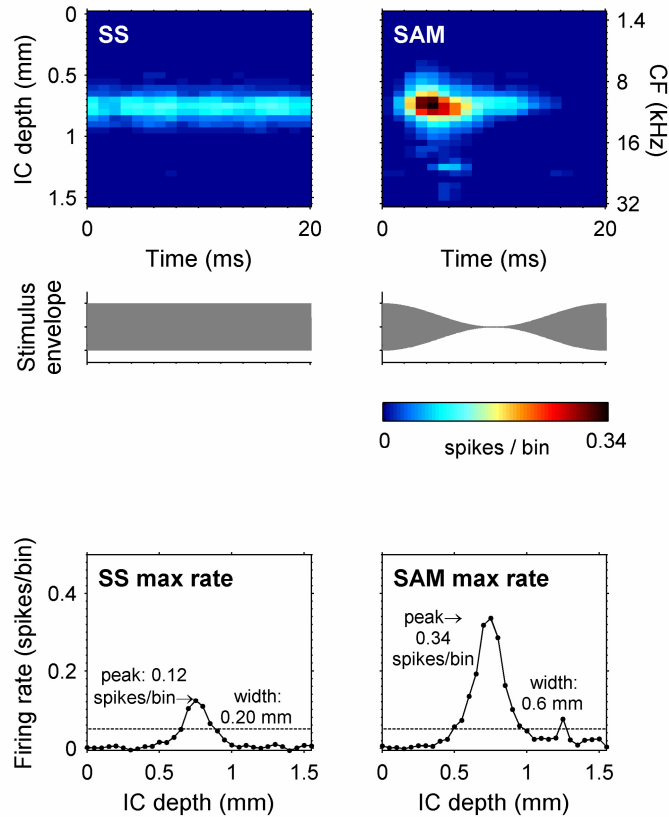 SS
SAM
0
0.5
1
1.5
IC depth (mm)
0
20
Time (ms)
0
20
Time (ms)
1.4
8
16
32
CF (kHz)
Stimulus
envelope
0
0.34
spikes / bin
SS max rate
SAM max rate
0.4
0.2
0
Firing rate (spikes/bin)
peak: 0.12
spikes/bin→
width:
0.20 mm
0
0.5
1
1.5
IC depth (mm)
peak→
0.34
spikes/bin
width:
0.6 mm
0
0.5
1
1.5
IC depth (mm)